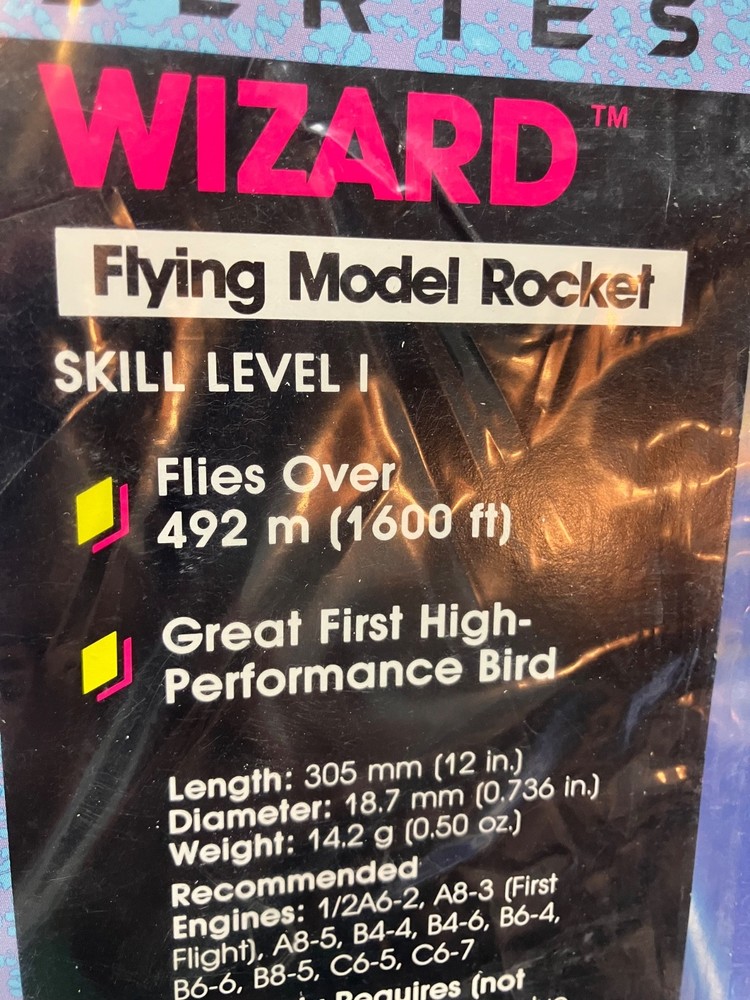 SERIES
WIZARD™
Flying Model Rocket
SKILL LEVEL I
Flies Over
492 m (1600 ft)
Great First High-
Performance Bird
Length: 305 mm (12 in.)
Diameter: 18.7 mm (0.736 in.)
Weight: 14.2 g (0.50 oz.)
Recommended
Engines: 1/2A6-2, A8-3 (First
Flight), A8-5, B4-4, B4-6, B6-4,
B6-6, B8-5, C6-5, C6-7
Requires (not